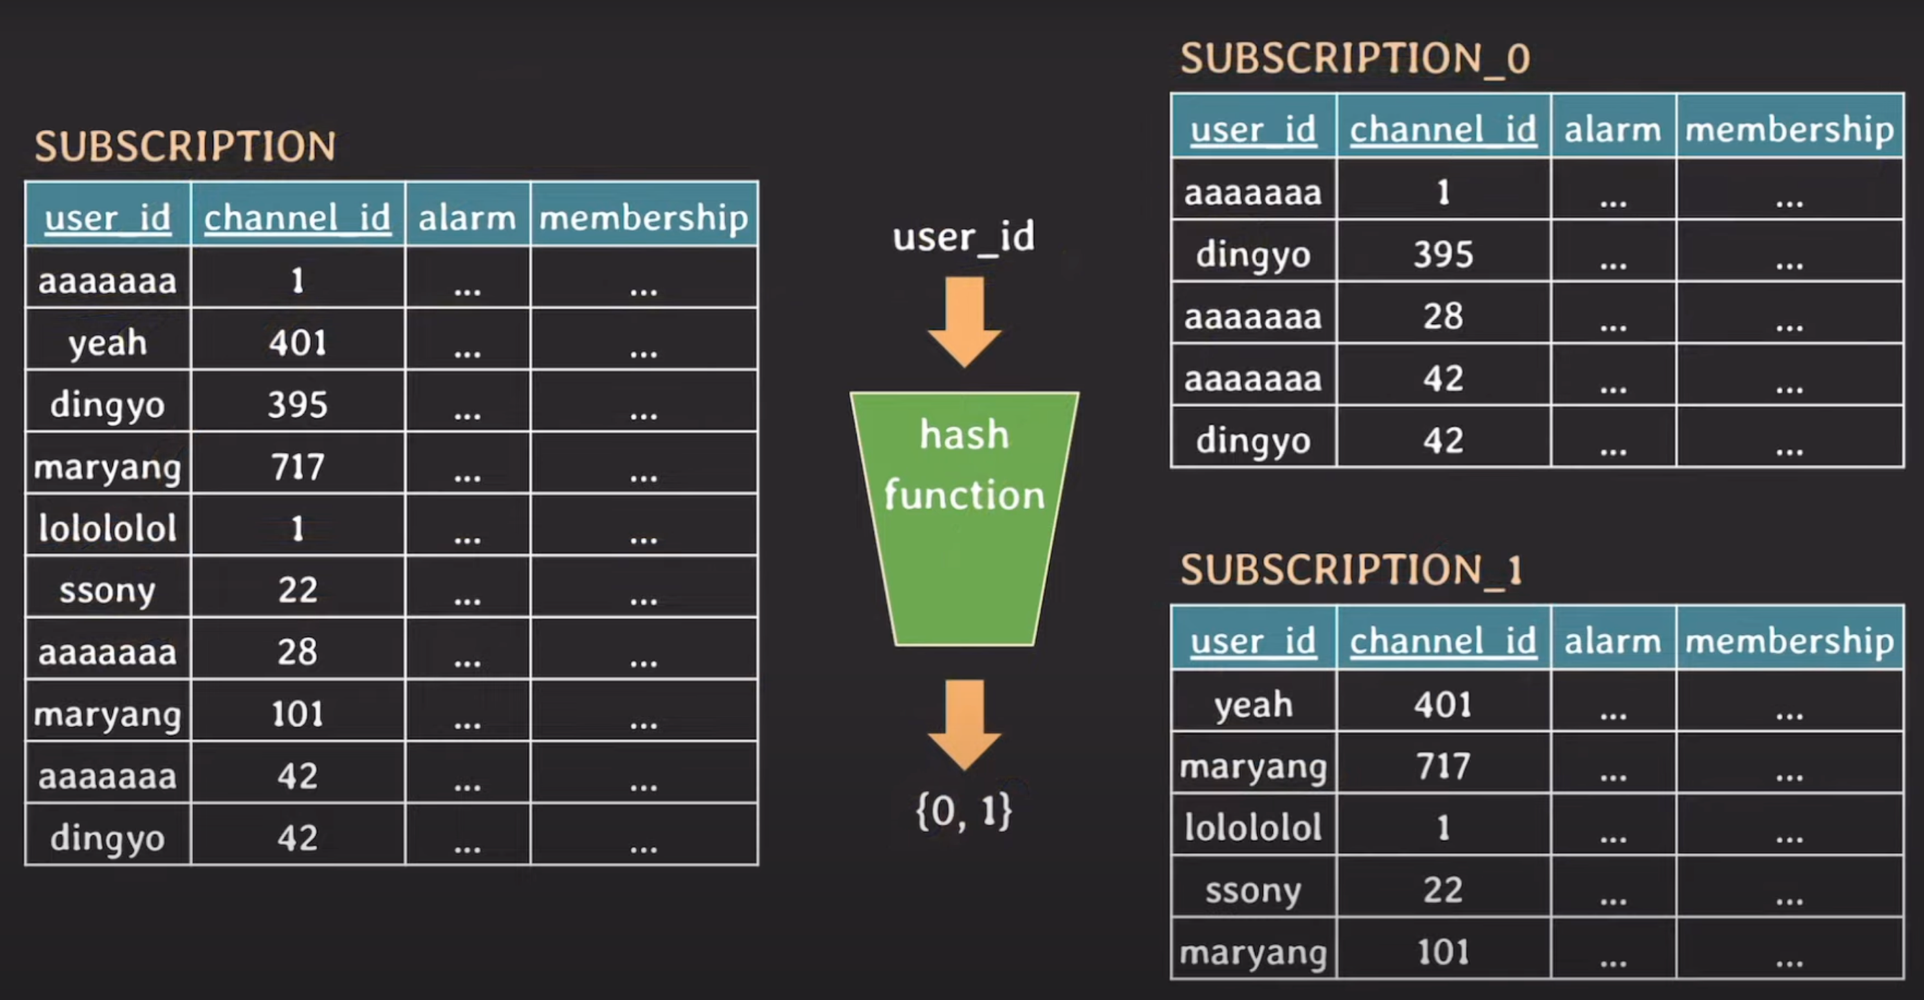 SUBSCRIPTION
user_id channel_id alarm membership
aaaaaaa 1 ... ...
yeah 401 ... ...
dingyo 395 ... ...
maryang 717 ... ...
lolololol 1 ... ...
ssony 22 ... ...
aaaaaaa 28 ... ...
maryang 101 ... ...
aaaaaaa 42 ... ...
dingyo 42 ... ...
user_id
hash
function
{0, 1}
SUBSCRIPTION_0
user_id channel_id alarm membership
aaaaaaa 1 ... ...
dingyo 395 ... ...
aaaaaaa 28 ... ...
aaaaaaa 42 ... ...
dingyo 42 ... ...
SUBSCRIPTION_1
user_id channel_id alarm membership
yeah 401 ... ...
maryang 717 ... ...
lolololol 1 ... ...
ssony 22 ... ...
maryang 101 ... ...